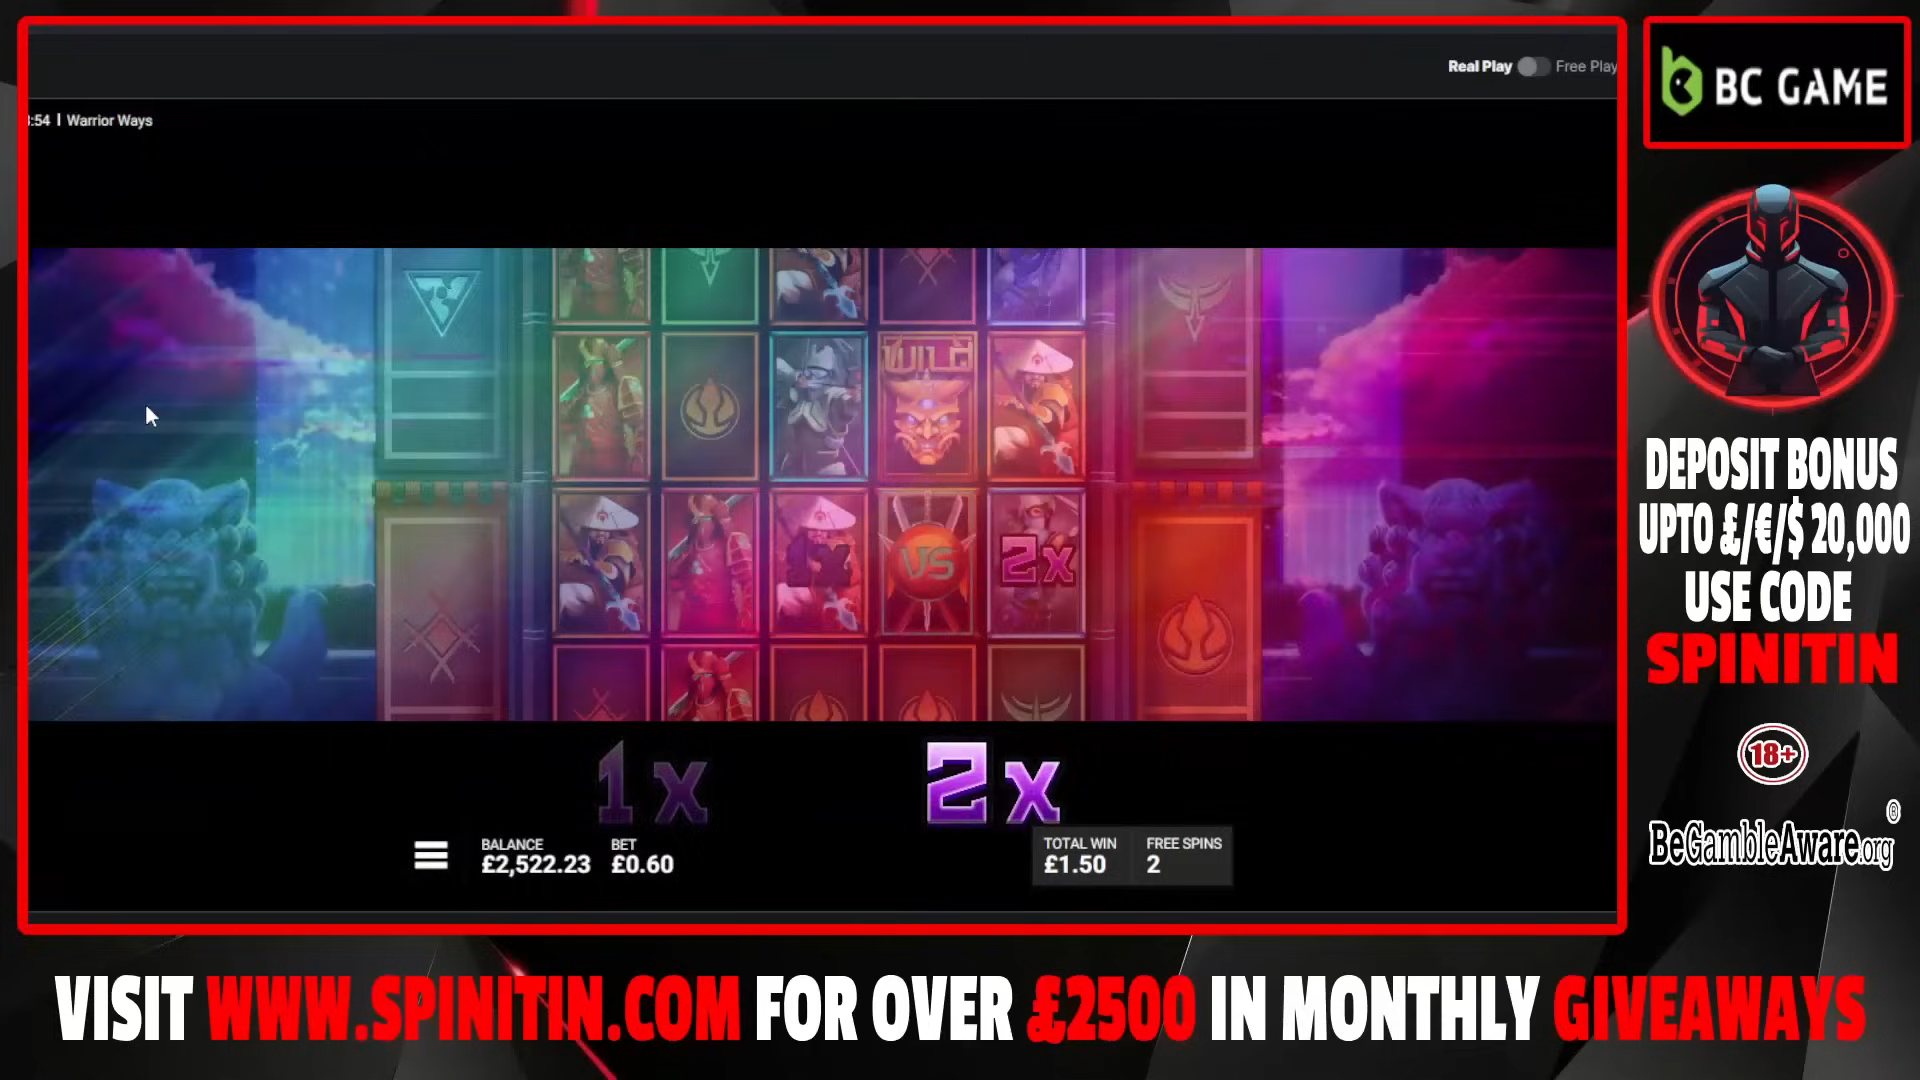 Real Play Free Play
:54 | Warrior Ways
BC GAME
WILD
1x
VS
2x
DEPOSIT BONUS
UPTO £/€/$ 20,000
USE CODE
SPINITIN
18+
BeGambleAware.org®
1x 2x
BALANCE BET TOTAL WIN FREE SPINS
£2,522.23 £0.60 £1.50 2
VISIT WWW.SPINITIN.COM FOR OVER £2500 IN MONTHLY GIVEAWAYS